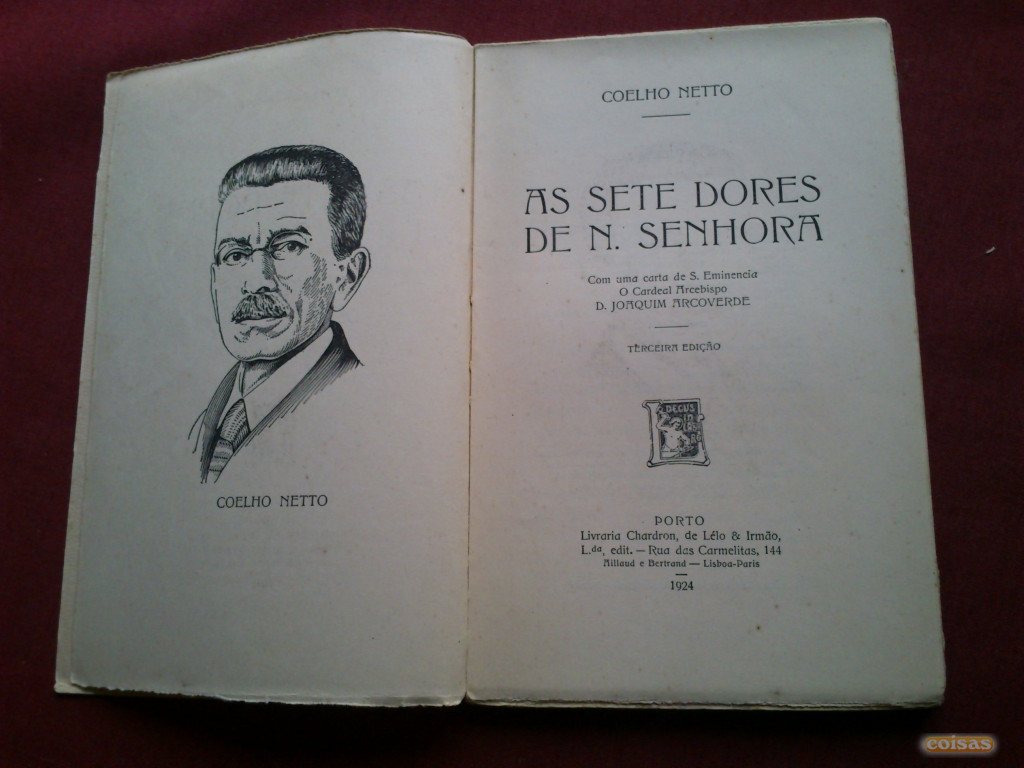 COELHO NETTO
COELHO NETTO
AS SETE DORES
DE N. SENHORA
Com uma carta de S. Eminencia
O Cardeal Arcebispo
D. JOAQUIM ARCOVERDE
TERCEIRA EDIÇÃO
DECUS
IN
PORTO
Livraria Chardron, de Lélo & Irmão,
L.da, edit. — Rua das Carmelitas, 144
Aillaud e Bertrand — Lisboa-Paris
1924
coisas